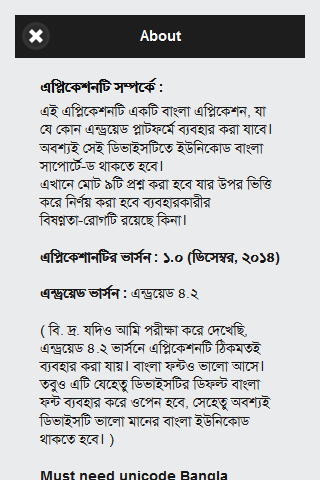 About
এপ্লিকেশনটি সম্পর্কে :
এই এপ্লিকেশনটি একটি বাংলা এপ্লিকেশন, যা
যে কোন এন্ড্রয়েড প্লাটফর্মে ব্যবহার করা যাবে।
অবশ্যই সেই ডিভাইসটিতে ইউনিকোড বাংলা
সাপোর্টে-ড থাকতে হবে।
এখানে মোট ৯টি প্রশ্ন করা হবে যার উপর ভিত্তি
করে নির্ণয় করা হবে ব্যবহারকারীর
বিষণ্নতা-রোগটি রয়েছে কিনা।
এপ্লিকেশানটির ভার্সন : ১.০ (ডিসেম্বর, ২০১৪)
এন্ড্রয়েড ভার্সন : এন্ড্রয়েড ৪.২
( বি. দ্র. যদিও আমি পরীক্ষা করে দেখেছি,
এন্ড্রয়েড ৪.২ ভার্সনে এপ্লিকেশনটি ঠিকমতই
ব্যবহার করা যায়। বাংলা ফন্টও ভালো আসে।
তবুও এটি যেহেতু ডিভাইসটির ডিফল্ট বাংলা
ফন্ট ব্যবহার করে ওপেন হবে, সেহেতু অবশ্যই
ডিভাইসটি ভালো মানের বাংলা ইউনিকোড
থাকতে হবে। )
Must need unicode Bangla